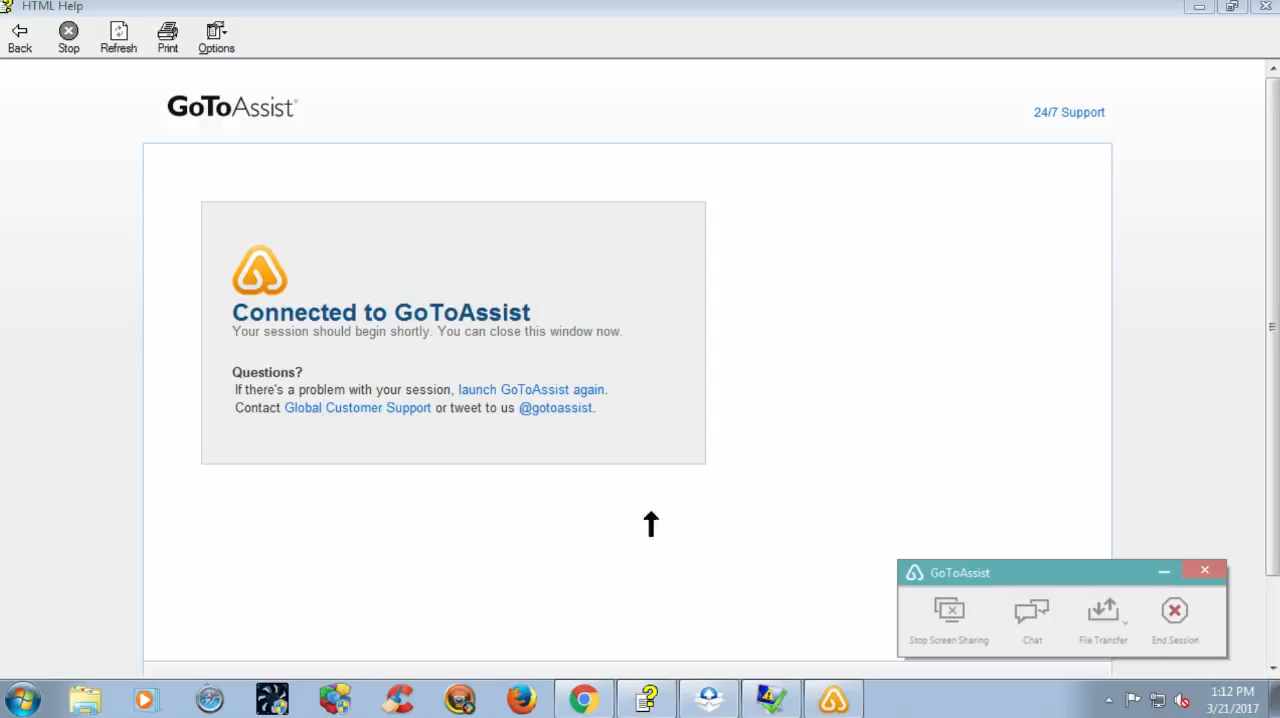 HTML Help
Back Stop Refresh Print Options
GoToAssist
24/7 Support
Connected to GoToAssist
Your session should begin shortly. You can close this window now.
Questions?
If there's a problem with your session, launch GoToAssist again.
Contact Global Customer Support or tweet to us @gotoassist.
GoToAssist
Stop Screen Sharing Chat File Transfer End Session
1:12 PM
3/21/2017